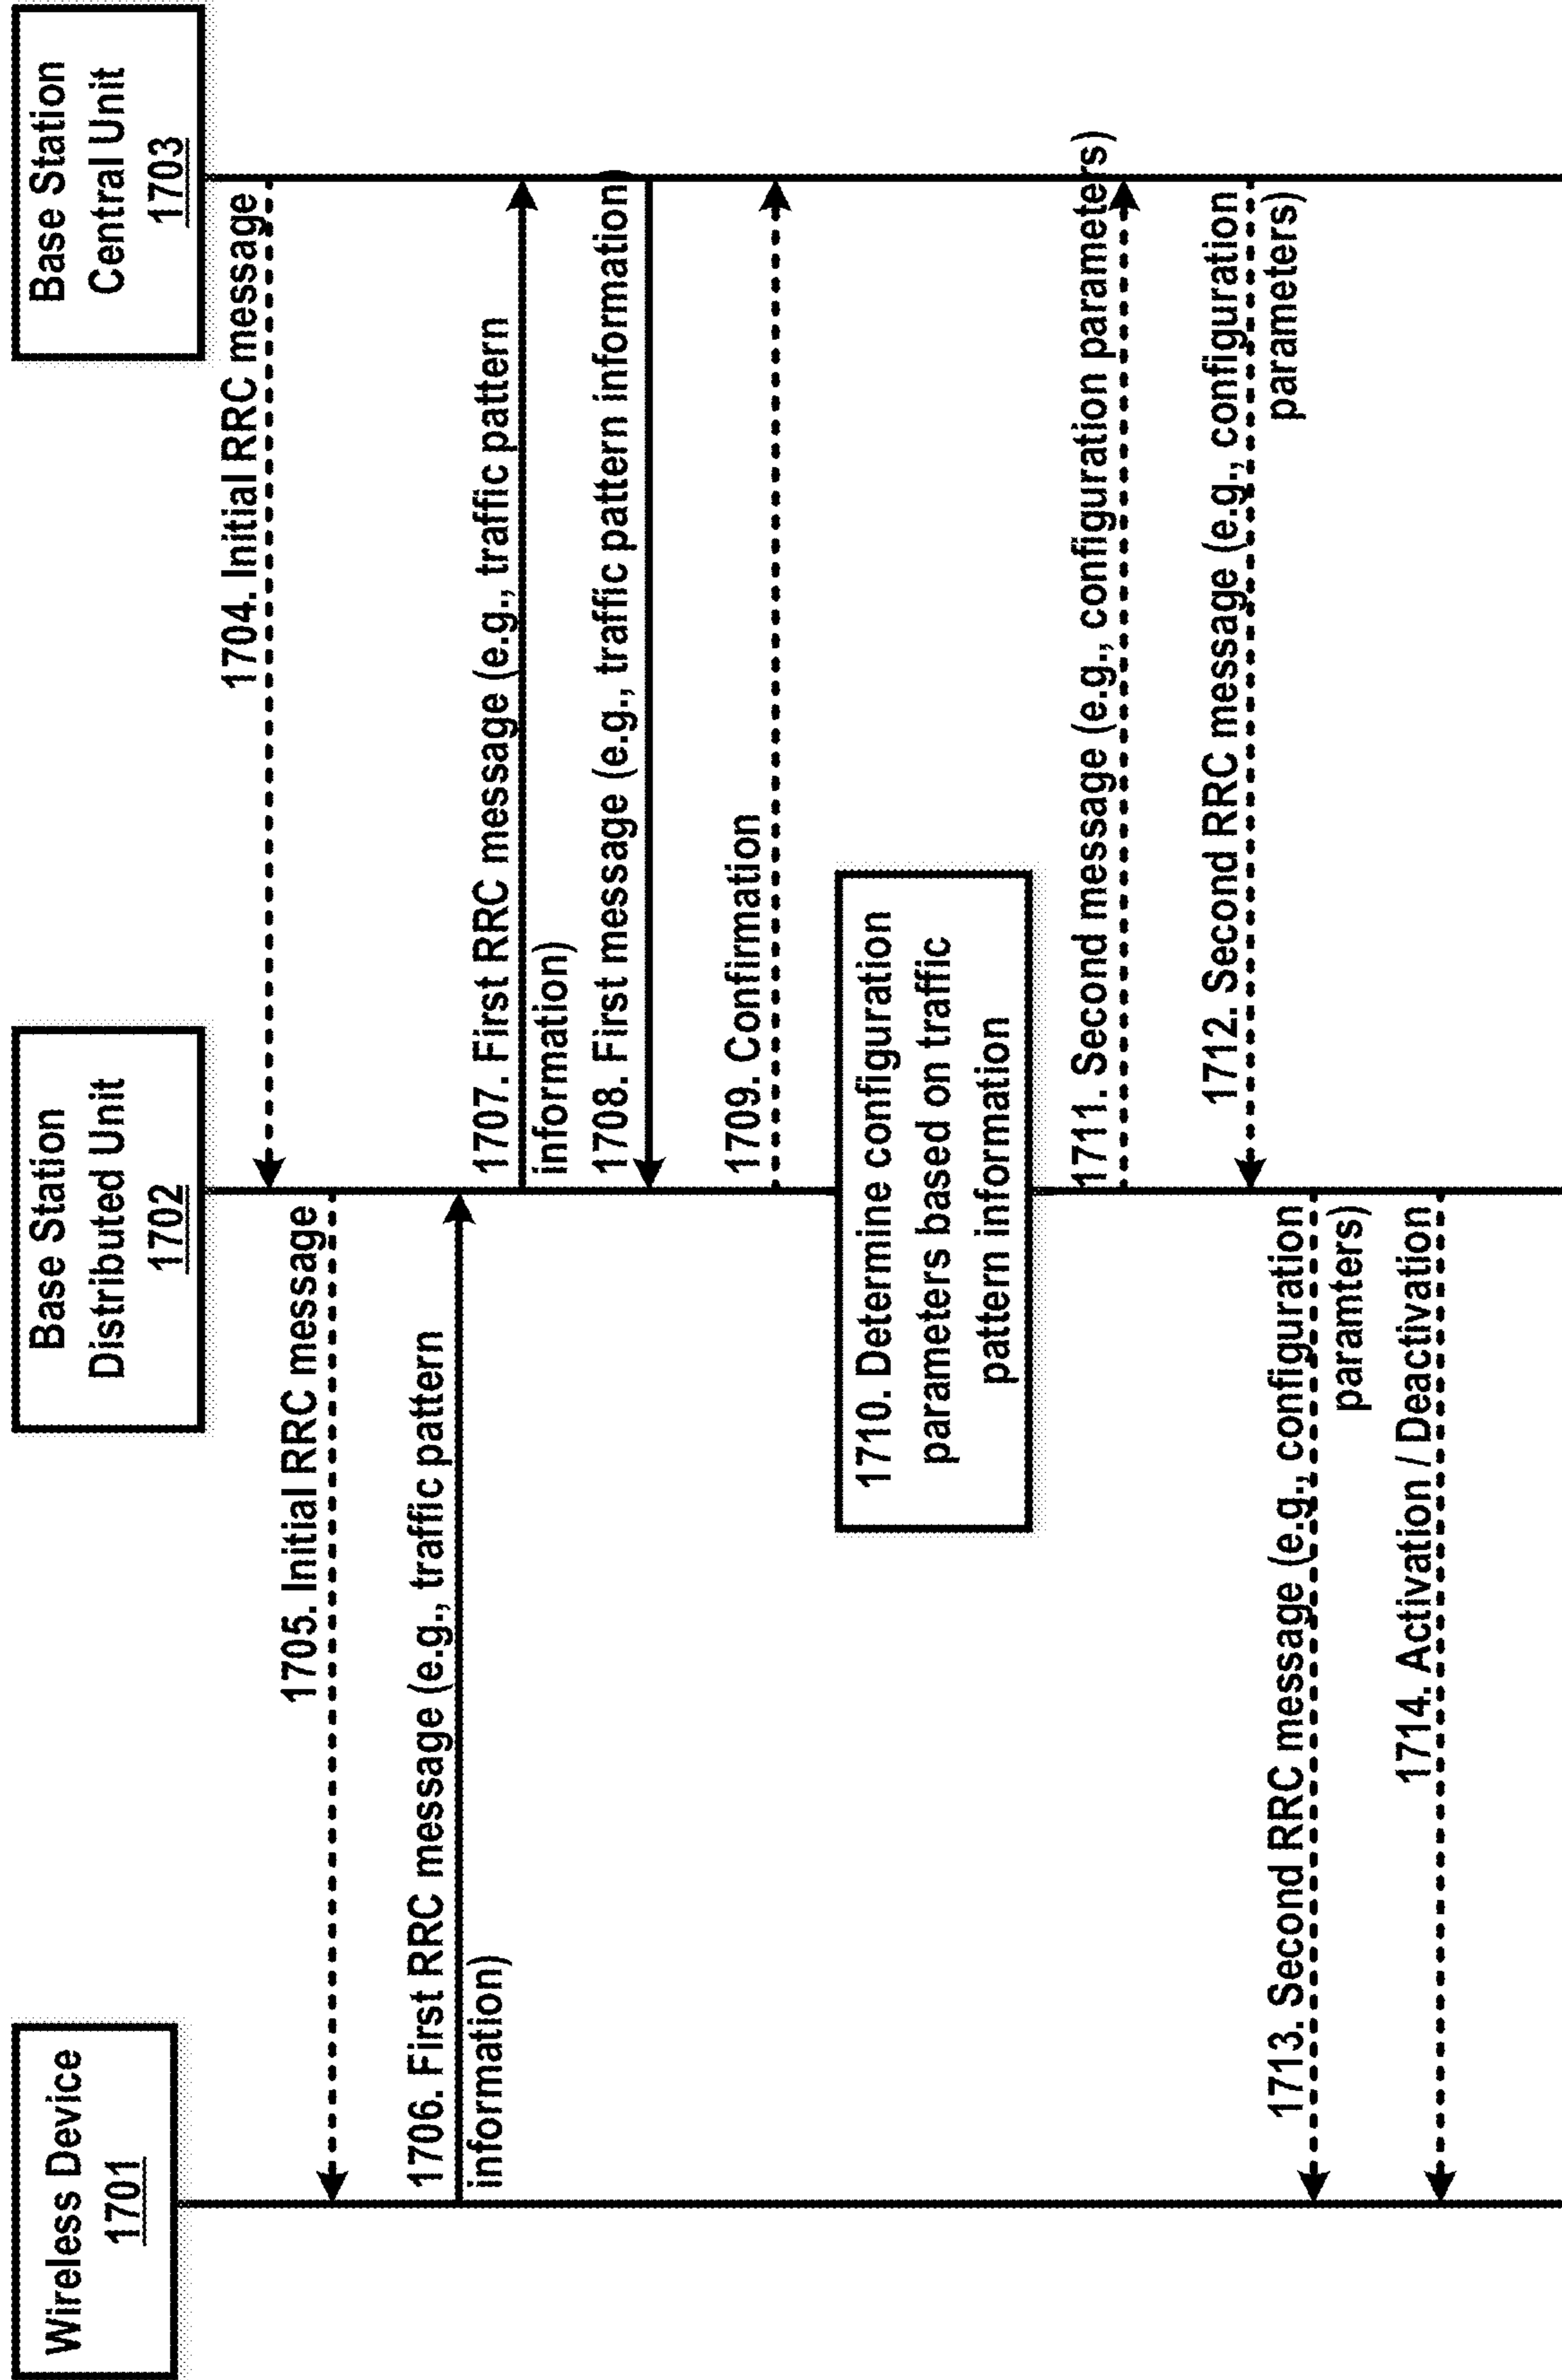 Wireless Device
1701
Base Station
Distributed Unit
1702
Base Station
Central Unit
1703
1704. Initial RRC message
1705. Initial RRC message
1706. First RRC message (e.g., traffic pattern
information)
1707. First RRC message (e.g., traffic pattern
information)
1708. First message (e.g., traffic pattern information)
1709. Confirmation
1710. Determine configuration
parameters based on traffic
pattern information
1711. Second message (e.g., configuration parameters)
1712. Second RRC message (e.g., configuration
parameters)
1713. Second RRC message (e.g., configuration
paramters)
1714. Activation / Deactivation